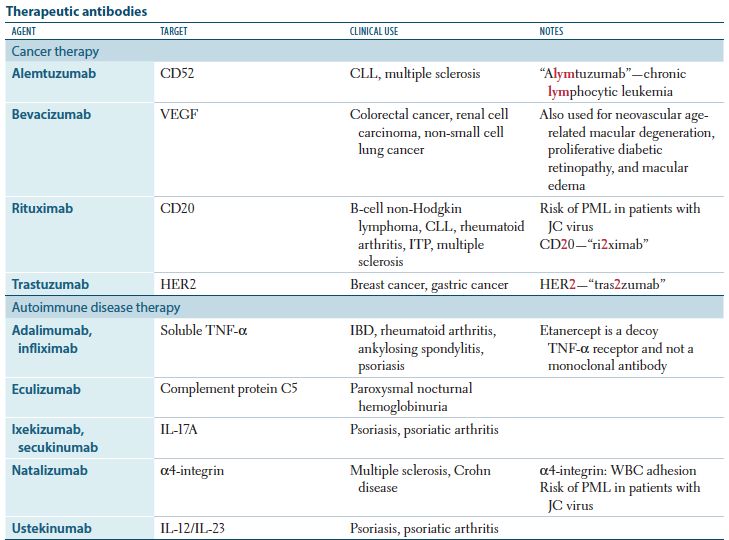 Therapeutic antibodies
AGENT TARGET CLINICAL USE NOTES
Cancer therapy
Alemtuzumab CD52 CLL, multiple sclerosis “Alymtuzumab”—chronic
lymphocytic leukemia
Bevacizumab VEGF Colorectal cancer, renal cell Also used for neovascular age-
carcinoma, non-small cell related macular degeneration,
lung cancer proliferative diabetic
retinopathy, and macular
edema
Rituximab CD20 B-cell non-Hodgkin Risk of PML in patients with
lymphoma, CLL, rheumatoid JC virus
arthritis, ITP, multiple CD20—“ri2ximab”
sclerosis
Trastuzumab HER2 Breast cancer, gastric cancer HER2—“tras2zumab”
Autoimmune disease therapy
Adalimumab, Soluble TNF-α IBD, rheumatoid arthritis, Etanercept is a decoy
infliximab ankylosing spondylitis, TNF-α receptor and not a
psoriasis monoclonal antibody
Eculizumab Complement protein C5 Paroxysmal nocturnal
hemoglobinuria
Ixekizumab, IL-17A Psoriasis, psoriatic arthritis
secukinumab
Natalizumab α4-integrin Multiple sclerosis, Crohn α4-integrin: WBC adhesion
disease Risk of PML in patients with
JC virus
Ustekinumab IL-12/IL-23 Psoriasis, psoriatic arthritis